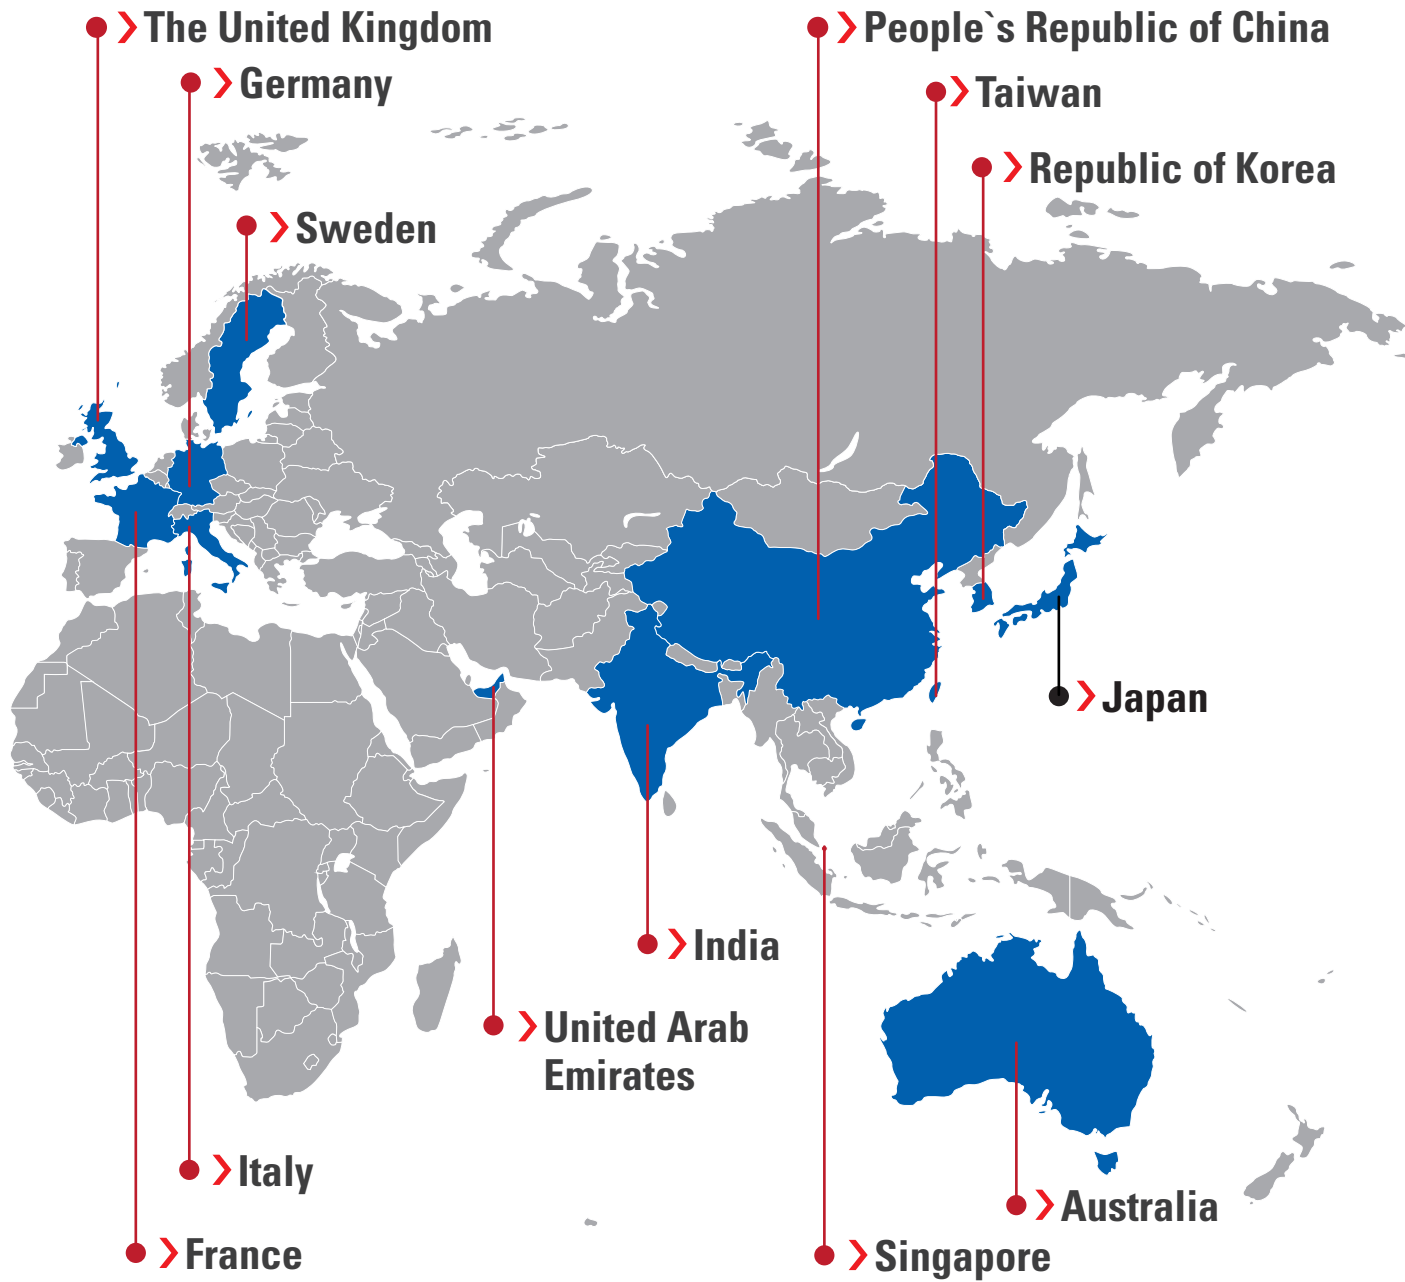 The United Kingdom
People`s Republic of China
Germany
Taiwan
Republic of Korea
Sweden
Japan
India
United Arab
Emirates
Italy
Australia
France
Singapore